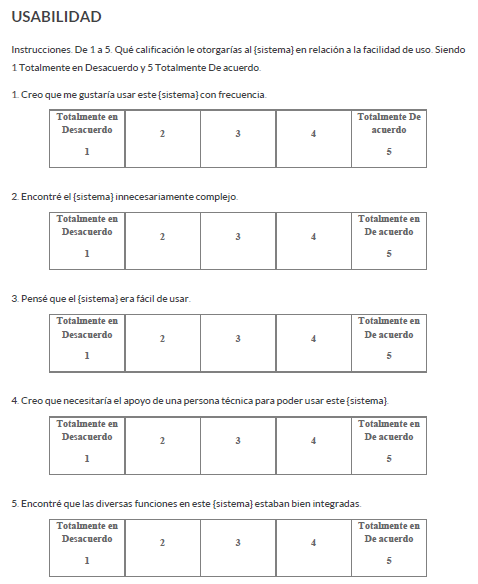 USABILIDAD
Instrucciones. De 1 a 5. Qué calificación le otorgarías al {sistema} en relación a la facilidad de uso. Siendo
1 Totalmente en Desacuerdo y 5 Totalmente De acuerdo.
1. Creo que me gustaría usar este {sistema} con frecuencia.
Totalmente en Desacuerdo 1 2 3 4 Totalmente De acuerdo 5
2. Encontré el {sistema} innecesariamente complejo.
Totalmente en Desacuerdo 1 2 3 4 Totalmente en De acuerdo 5
3. Pensé que el {sistema} era fácil de usar.
Totalmente en Desacuerdo 1 2 3 4 Totalmente en De acuerdo 5
4. Creo que necesitaría el apoyo de una persona técnica para poder usar este {sistema}.
Totalmente en Desacuerdo 1 2 3 4 Totalmente en De acuerdo 5
5. Encontré que las diversas funciones en este {sistema} estaban bien integradas.
Totalmente en Desacuerdo 1 2 3 4 Totalmente en De acuerdo 5